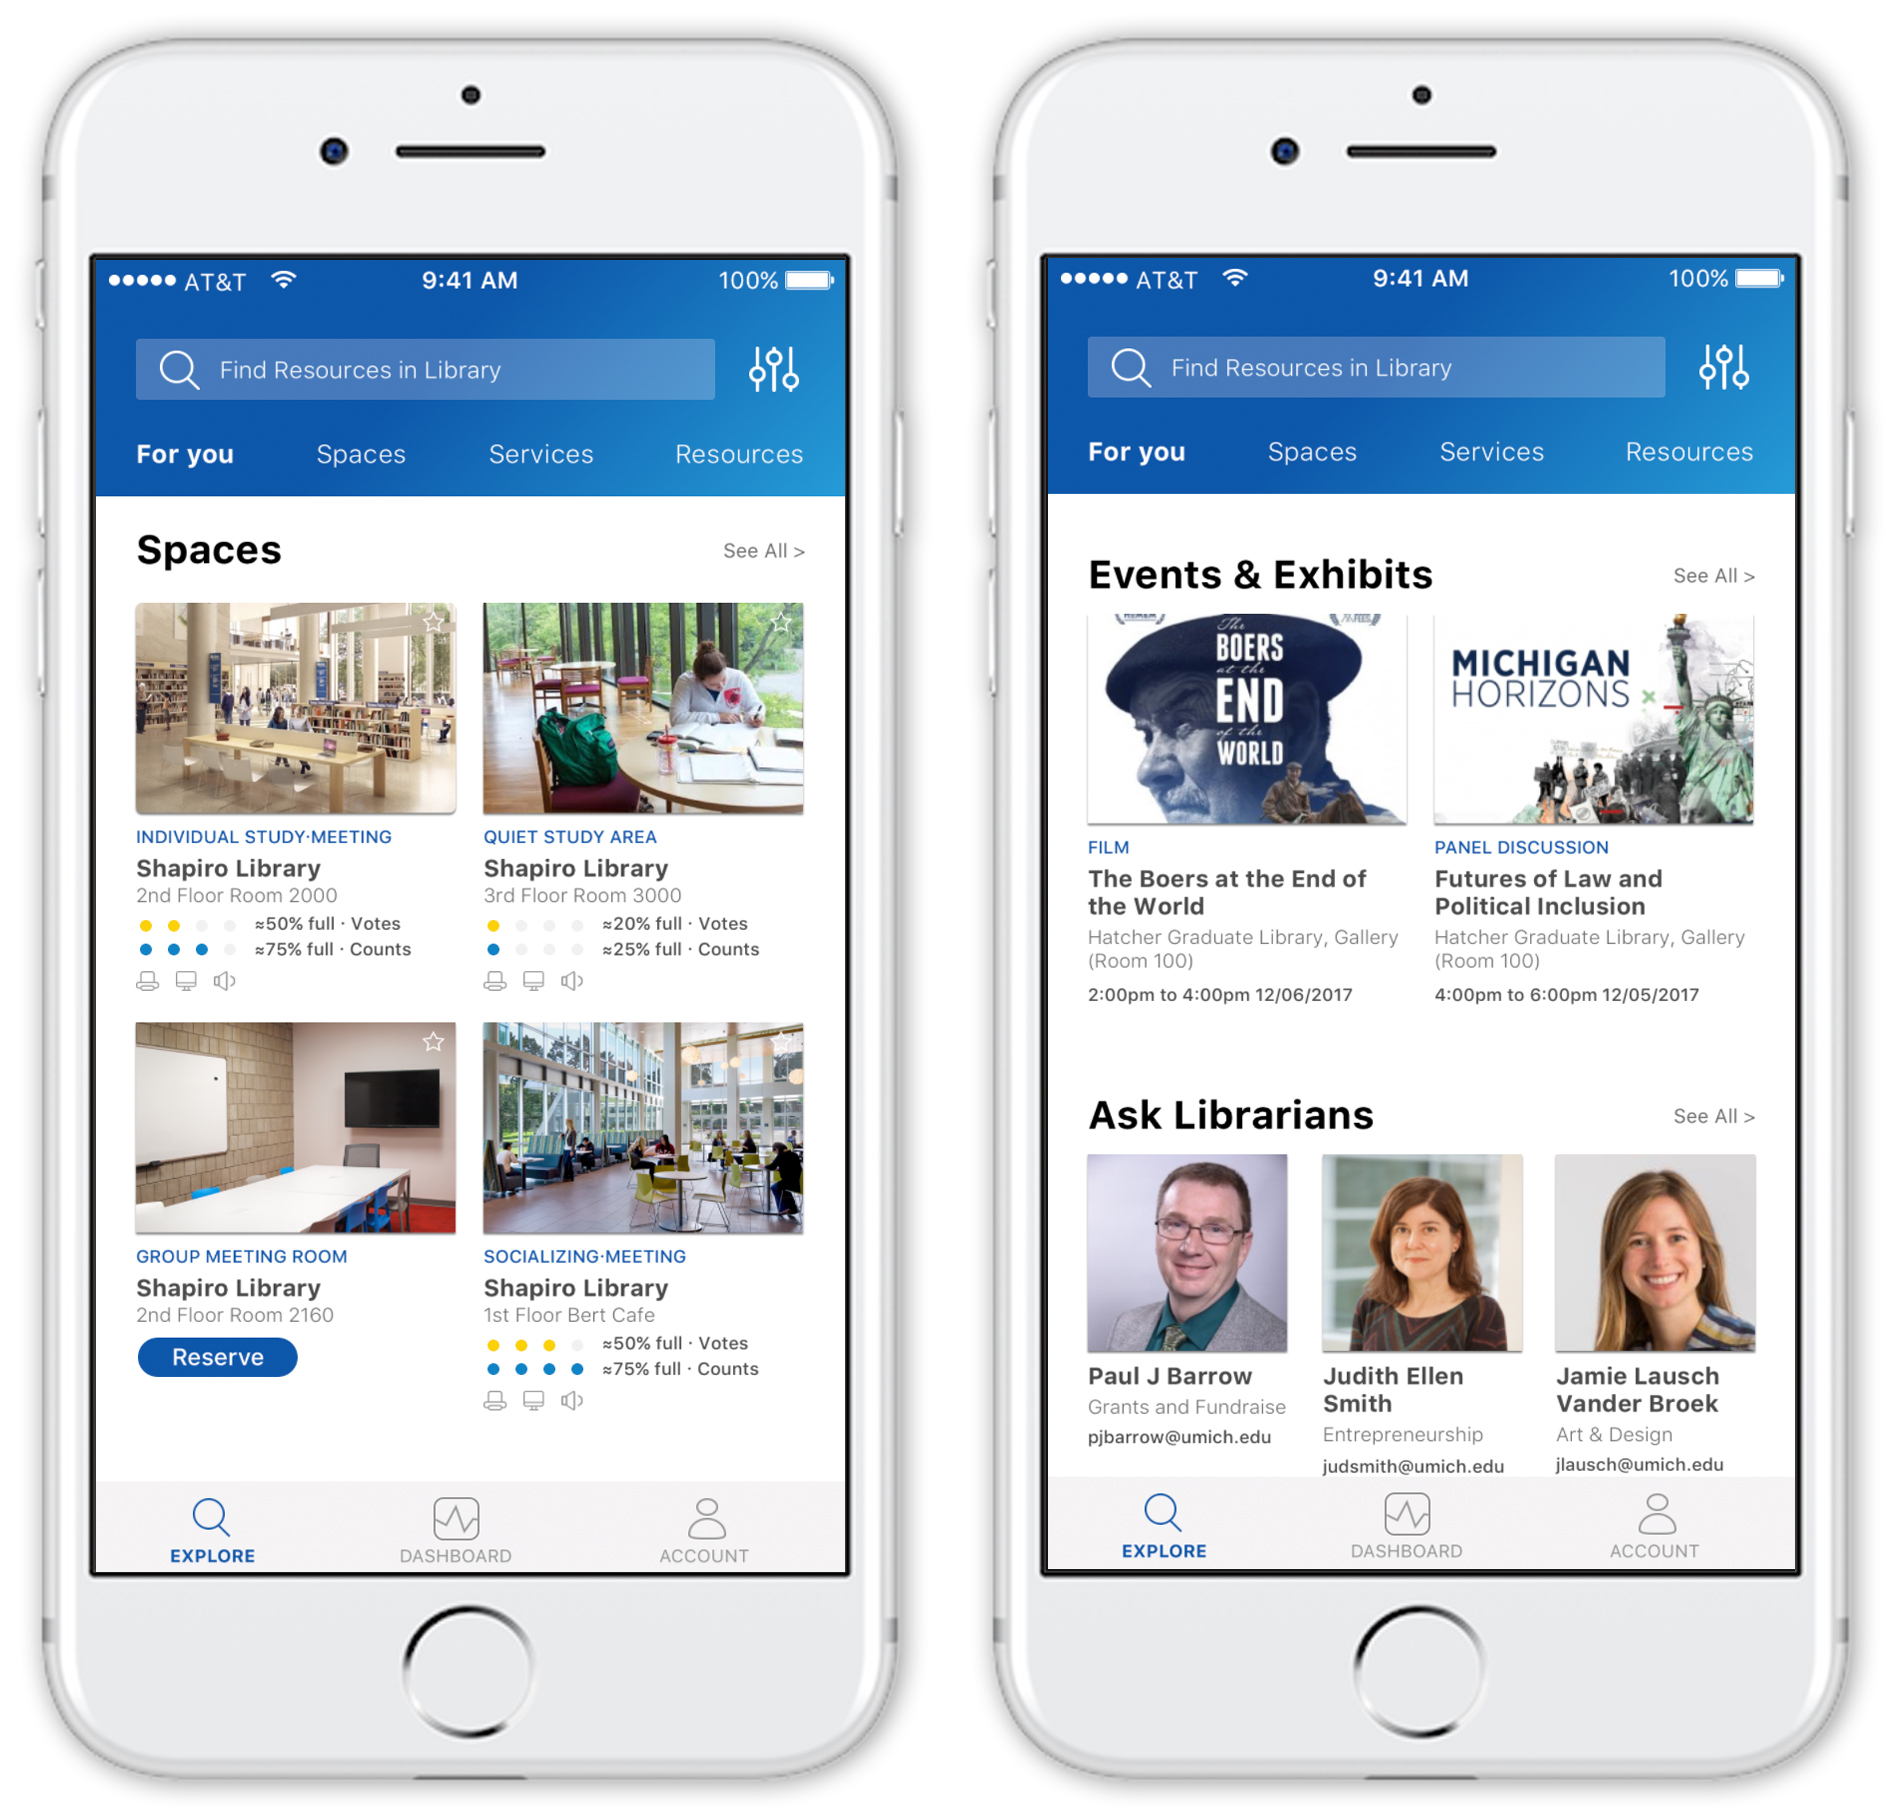 AT&T 9:41 AM 100%
Find Resources in Library
For you Spaces Services Resources
Spaces See All >
INDIVIDUAL STUDY·MEETING
Shapiro Library
2nd Floor Room 2000
≈50% full · Votes
≈75% full · Counts
QUIET STUDY AREA
Shapiro Library
3rd Floor Room 3000
≈20% full · Votes
≈25% full · Counts
GROUP MEETING ROOM
Shapiro Library
2nd Floor Room 2160
Reserve
SOCIALIZING·MEETING
Shapiro Library
1st Floor Bert Cafe
≈50% full · Votes
≈75% full · Counts
EXPLORE DASHBOARD ACCOUNT
AT&T 9:41 AM 100%
Find Resources in Library
For you Spaces Services Resources
Events & Exhibits See All >
The
BOERS
at the
END
of the
WORLD
MICHIGAN
HORIZONS
FILM
The Boers at the End of
the World
Hatcher Graduate Library, Gallery
(Room 100)
2:00pm to 4:00pm 12/06/2017
PANEL DISCUSSION
Futures of Law and
Political Inclusion
Hatcher Graduate Library, Gallery
(Room 100)
4:00pm to 6:00pm 12/05/2017
Ask Librarians See All >
Paul J Barrow
Grants and Fundraise
pjbarrow@umich.edu
Judith Ellen
Smith
Entrepreneurship
judsmith@umich.edu
Jamie Lausch
Vander Broek
Art & Design
jlausch@umich.edu
EXPLORE DASHBOARD ACCOUNT